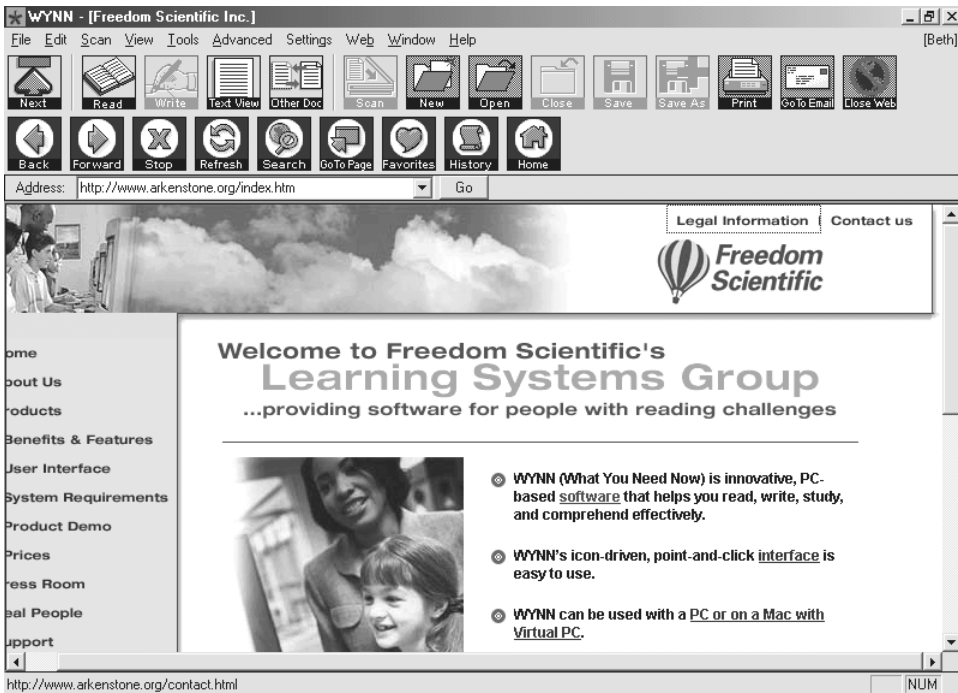 WYNN - [Freedom Scientific Inc.]
File Edit Scan View Tools Advanced Settings Web Window Help [Beth]
Next Read Write Text View Other Doc Scan New Open Close Save Save As Print GoTo Email Close Web
Back Forward Stop Refresh Search GoTo Page Favorites History Home
Address: http://www.arkenstone.org/index.htm Go
Legal Information | Contact us
Freedom
Scientific
ome
bout Us
roducts
Benefits & Features
User Interface
System Requirements
Product Demo
Prices
ress Room
eal People
upport
Welcome to Freedom Scientific's
Learning Systems Group
...providing software for people with reading challenges
WYNN (What You Need Now) is innovative, PC-
based software that helps you read, write, study,
and comprehend effectively.
WYNN's icon-driven, point-and-click interface is
easy to use.
WYNN can be used with a PC or on a Mac with
Virtual PC.
http://www.arkenstone.org/contact.html NUM